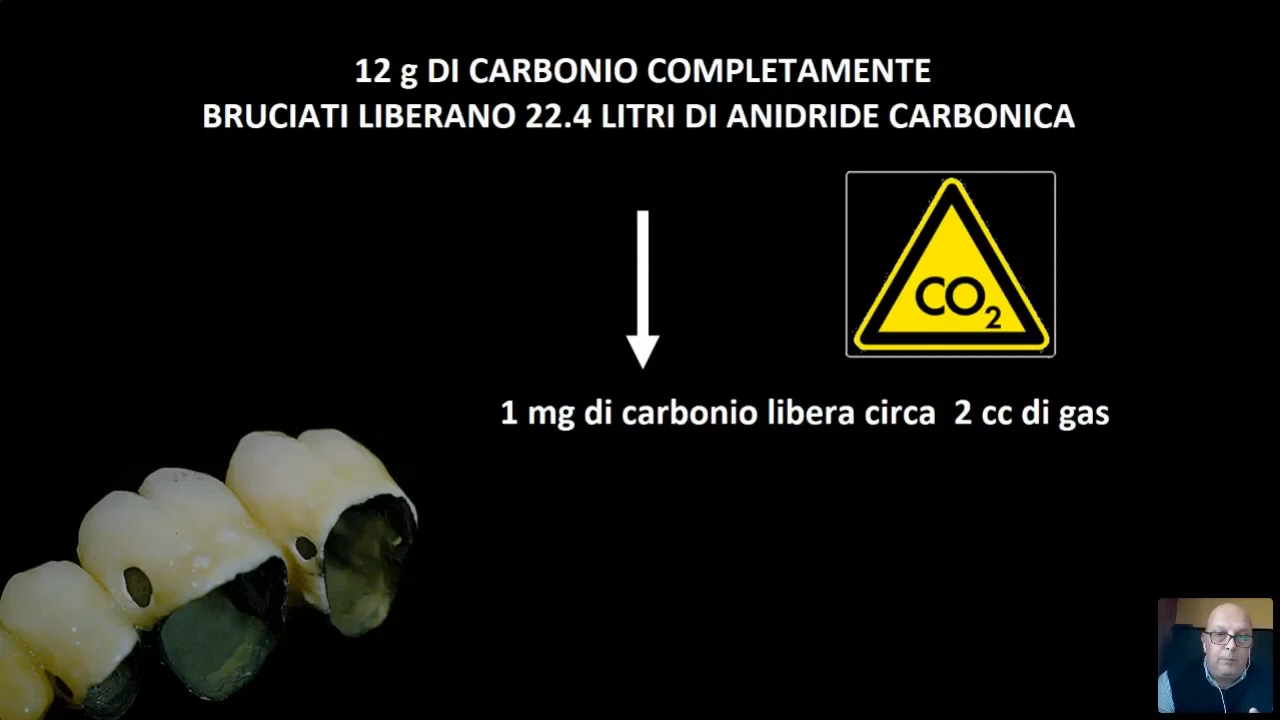 12 g DI CARBONIO COMPLETAMENTE
BRUCIATI LIBERANO 22.4 LITRI DI ANIDRIDE CARBONICA
CO₂
1 mg di carbonio libera circa 2 cc di gas